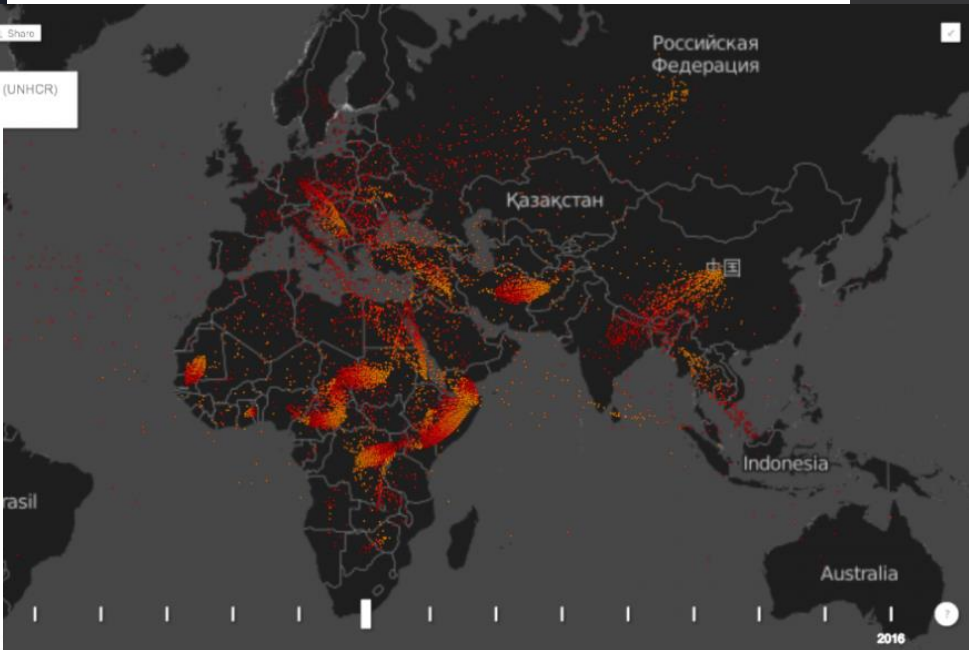 Share
(UNHCR)
Российская
Федерация
Қазақстан
中国
Indonesia
rasil
Australia
?
2016